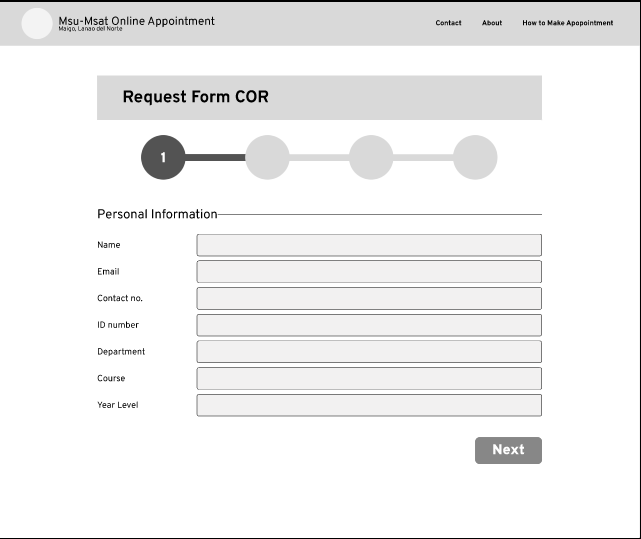 Msu-Msat Online Appointment
Maigo, Lanao del Norte
Contact About How to Make Apopointment
Request Form COR
1
Personal Information
Name
Email
Contact no.
ID number
Department
Course
Year Level
Next